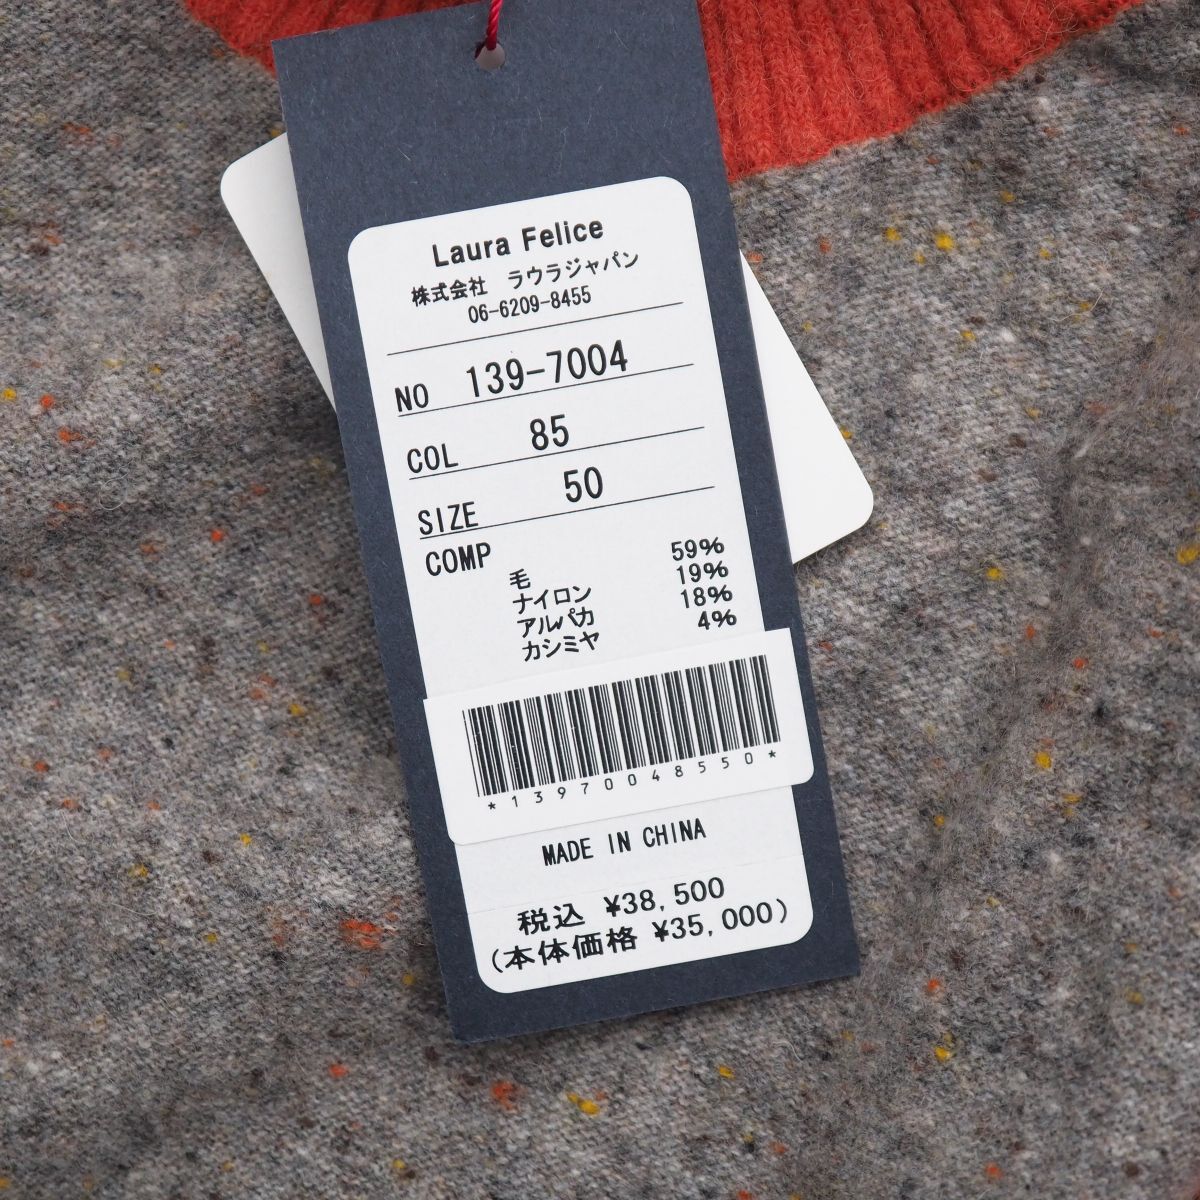 Laura Felice
株式会社 ラウラジャパン
06-6209-8455
NO 139-7004
COL 85
SIZE 50
COMP
毛 59%
ナイロン 19%
アルパカ 18%
カシミヤ 4%
*13970048550*
MADE IN CHINA
税込 ¥38,500
(本体価格 ¥35,000)